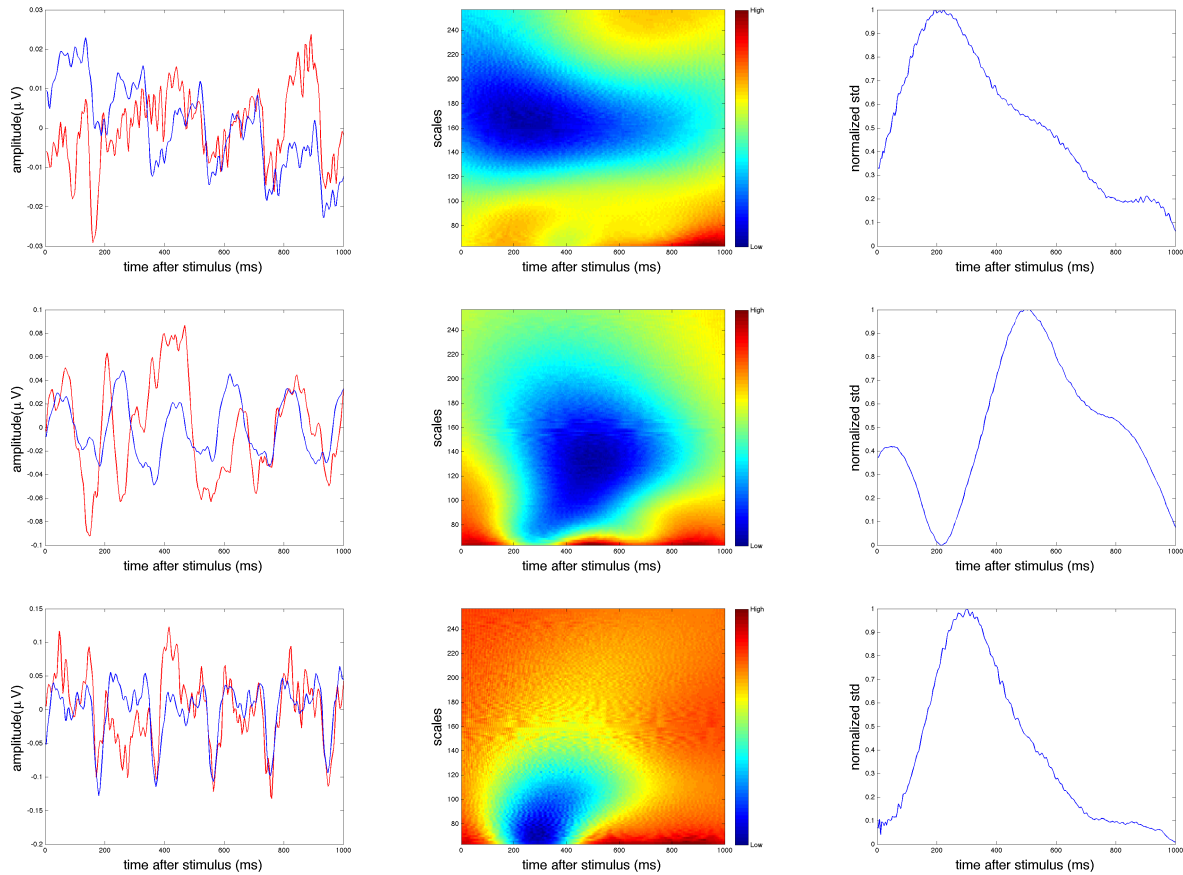 0.03
0.02
0.01
0
-0.01
-0.02
-0.03
0 200 400 600 800 1000
amplitude(μ V)
time after stimulus (ms)
240
220
200
180
160
140
120
100
80
0 200 400 600 800 1000
scales
time after stimulus (ms)
High
Low
1
0.9
0.8
0.7
0.6
0.5
0.4
0.3
0.2
0.1
0
0 200 400 600 800 1000
normalized std
time after stimulus (ms)
0.1
0.08
0.06
0.04
0.02
0
-0.02
-0.04
-0.06
-0.08
-0.1
0 200 400 600 800 1000
amplitude(μ V)
time after stimulus (ms)
240
220
200
180
160
140
120
100
80
0 200 400 600 800 1000
scales
time after stimulus (ms)
High
Low
1
0.9
0.8
0.7
0.6
0.5
0.4
0.3
0.2
0.1
0
0 200 400 600 800 1000
normalized std
time after stimulus (ms)
0.15
0.1
0.05
0
-0.05
-0.1
-0.15
-0.2
0 200 400 600 800 1000
amplitude(μ V)
time after stimulus (ms)
240
220
200
180
160
140
120
100
80
0 200 400 600 800 1000
scales
time after stimulus (ms)
High
Low
1
0.9
0.8
0.7
0.6
0.5
0.4
0.3
0.2
0.1
0
0 200 400 600 800 1000
normalized std
time after stimulus (ms)